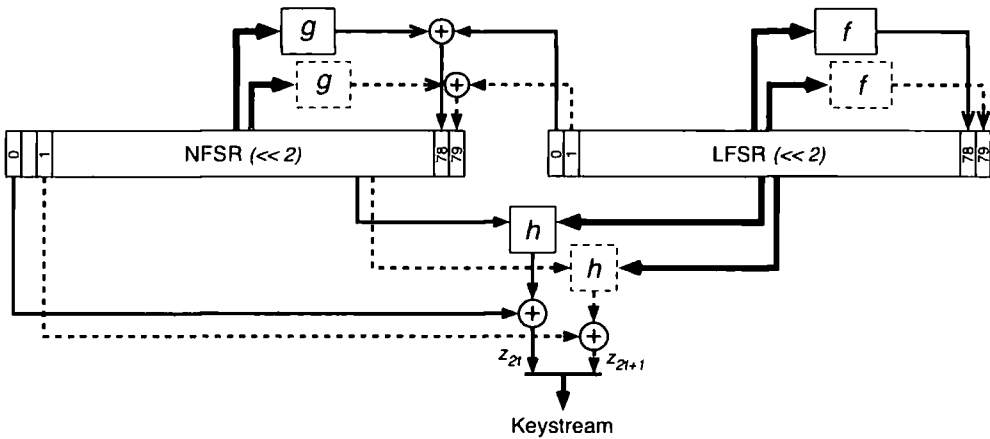 g
f
+
g
f
+
0
1
NFSR (<< 2)
78
79
0
1
LFSR (<< 2)
78
79
h
h
+
+
z2t
z2t+1
Keystream